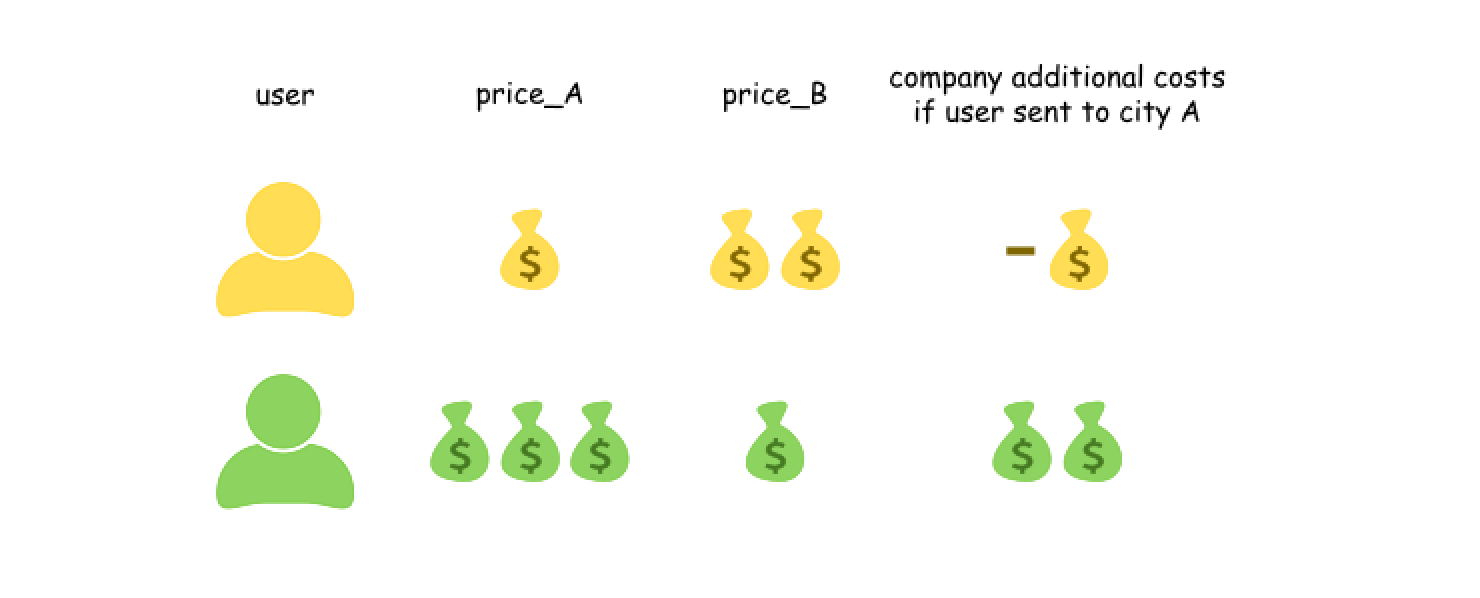 user
price_A
price_B
company additional costs
if user sent to city A
$
$ $
- $
$ $ $
$
$ $